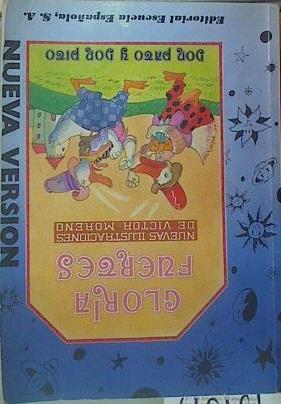 GLORIA
FUERTES
NUEVAS ILUSTRACIONES
DE VICTOR MORENO
DON PATO Y DON PITO
Editorial Escuela Española, S. A.
NUEVA VERSION